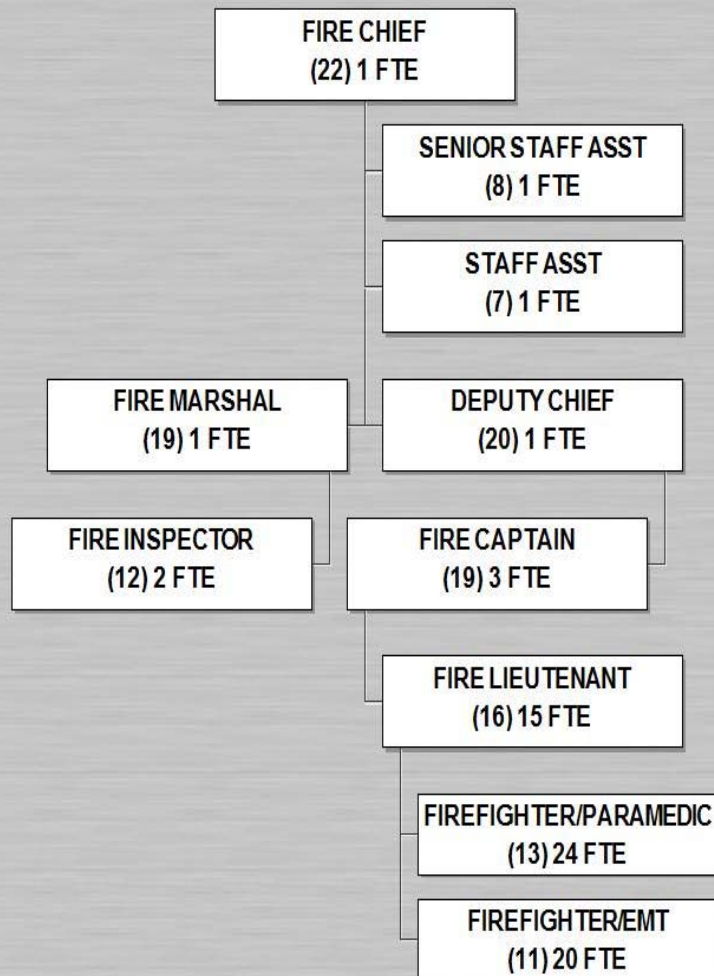 FIRE CHIEF
(22) 1 FTE
SENIOR STAFF ASST
(8) 1 FTE
STAFF ASST
(7) 1 FTE
FIRE MARSHAL
(19) 1 FTE
DEPUTY CHIEF
(20) 1 FTE
FIRE INSPECTOR
(12) 2 FTE
FIRE CAPTAIN
(19) 3 FTE
FIRE LIEUTENANT
(16) 15 FTE
FIREFIGHTER/PARAMEDIC
(13) 24 FTE
FIREFIGHTER/EMT
(11) 20 FTE